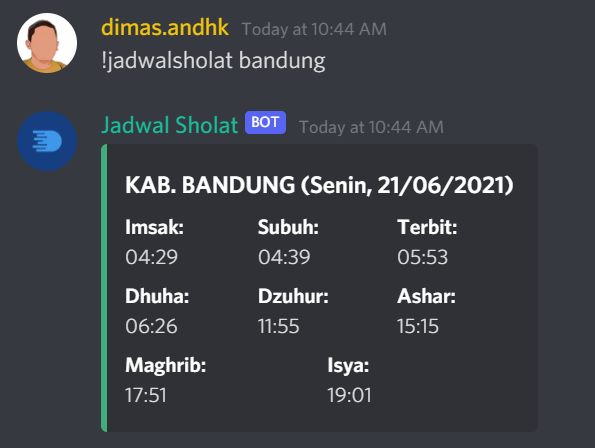 dimas.andhk Today at 10:44 AM
!jadwalsholat bandung
Jadwal Sholat BOT Today at 10:44 AM
KAB. BANDUNG (Senin, 21/06/2021)
Imsak: Subuh: Terbit:
04:29 04:39 05:53
Dhuha: Dzuhur: Ashar:
06:26 11:55 15:15
Maghrib: Isya:
17:51 19:01